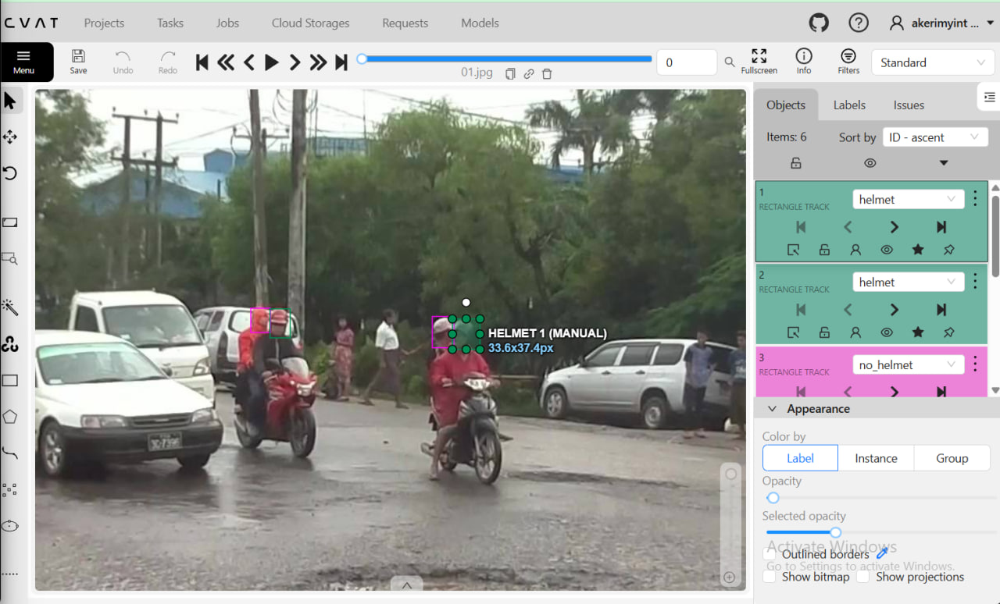 CVAT
Projects
Tasks
Jobs
Cloud Storages
Requests
Models
akerimyint ...
Menu
Save
Undo
Redo
01.jpg
0
Fullscreen
Info
Filters
Standard
HELMET 1 (MANUAL)
33.6x37.4px
Objects
Labels
Issues
Items: 6
Sort by
ID - ascent
1
RECTANGLE TRACK
helmet
2
RECTANGLE TRACK
helmet
3
RECTANGLE TRACK
no_helmet
Appearance
Color by
Label
Instance
Group
Opacity
Selected opacity
Activate Windows
Outlined borders
Go to Settings to activate Windows.
Show bitmap
Show projections